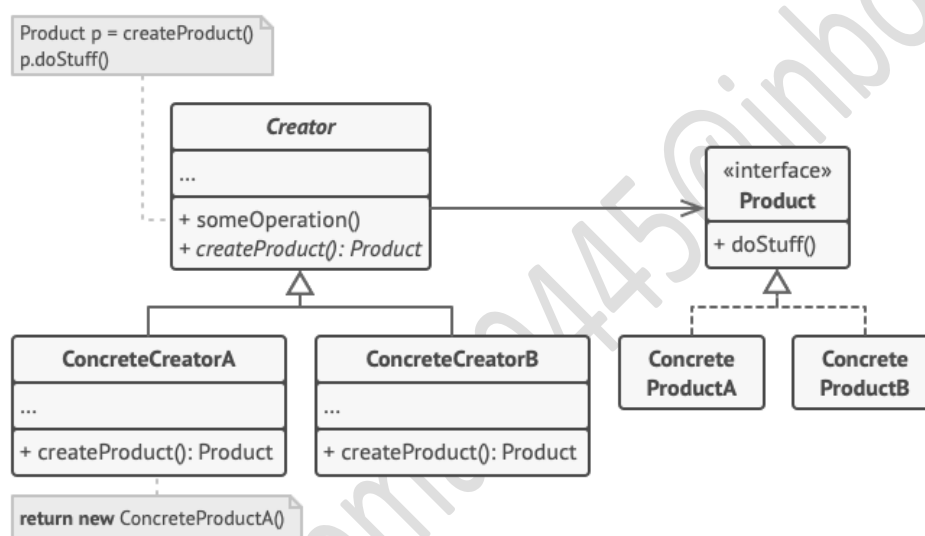 Product p = createProduct()
p.doStuff()
Creator
...
+ someOperation()
+ createProduct(): Product
«interface»
Product
+ doStuff()
ConcreteCreatorA
...
+ createProduct(): Product
ConcreteCreatorB
...
+ createProduct(): Product
Concrete
ProductA
Concrete
ProductB
return new ConcreteProductA()